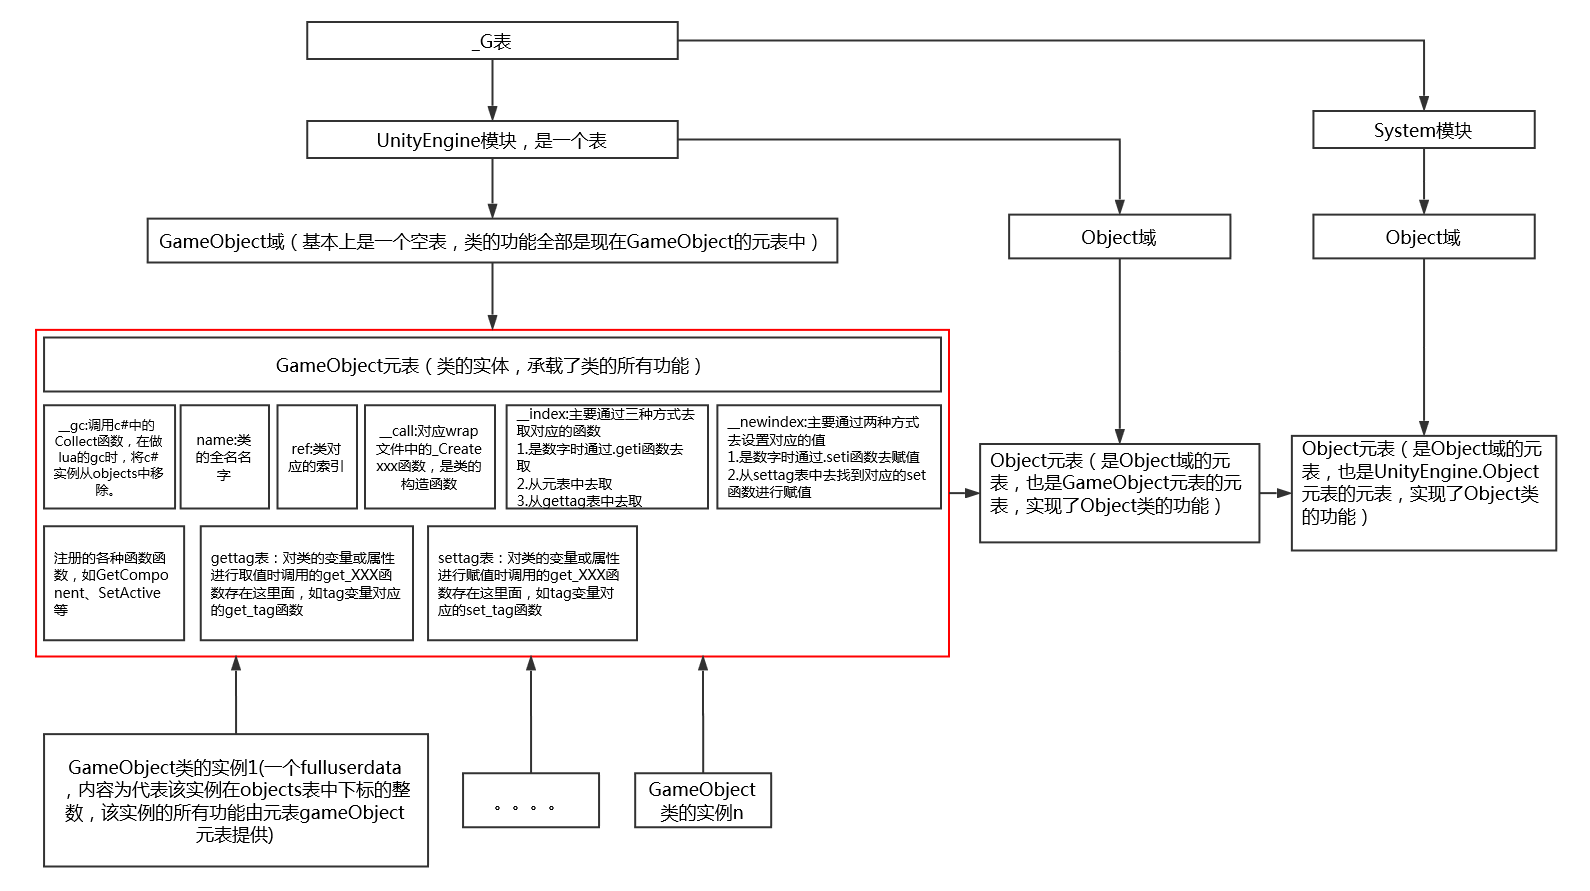 _G表
UnityEngine模块，是一个表
System模块
GameObject域（基本上是一个空表，类的功能全部是现在GameObject的元表中）
Object域
Object域
GameObject元表（类的实体，承载了类的所有功能）
__gc:调用c#中的
Collect函数，在做
lua的gc时，将c#
实例从objects中移
除。
name:类
的全名名
字
ref:类对
应的索引
__call:对应wrap
文件中的_Create
xxx函数，是类的
构造函数
__index:主要通过三种方式去
取对应的函数
1.是数字时通过.geti函数去
取
2.从元表中去取
3.从gettag表中去取
__newindex:主要通过两种方式
去设置对应的值
1.是数字时通过.seti函数去赋值
2.从settag表中去找到对应的set
函数进行赋值
Object元表（是Object域的元
表，也是GameObject元表的元
表，实现了Object类的功能）
Object元表（是Object域的元
表，也是UnityEngine.Object
元表的元表，实现了Object类
的功能）
注册的各种函数函
数，如GetCompo
nent、SetActive
等
gettag表：对类的变量或属性
进行取值时调用的get_XXX函
数存在这里面，如tag变量对应
的get_tag函数
settag表：对类的变量或属性
进行赋值时调用的get_XXX函
数存在这里面，如tag变量对
应的set_tag函数
GameObject类的实例1(一个fulluserdata
，内容为代表该实例在objects表中下标的整
数，该实例的所有功能由元表gameObject
元表提供)
。。。。
GameObject
类的实例n